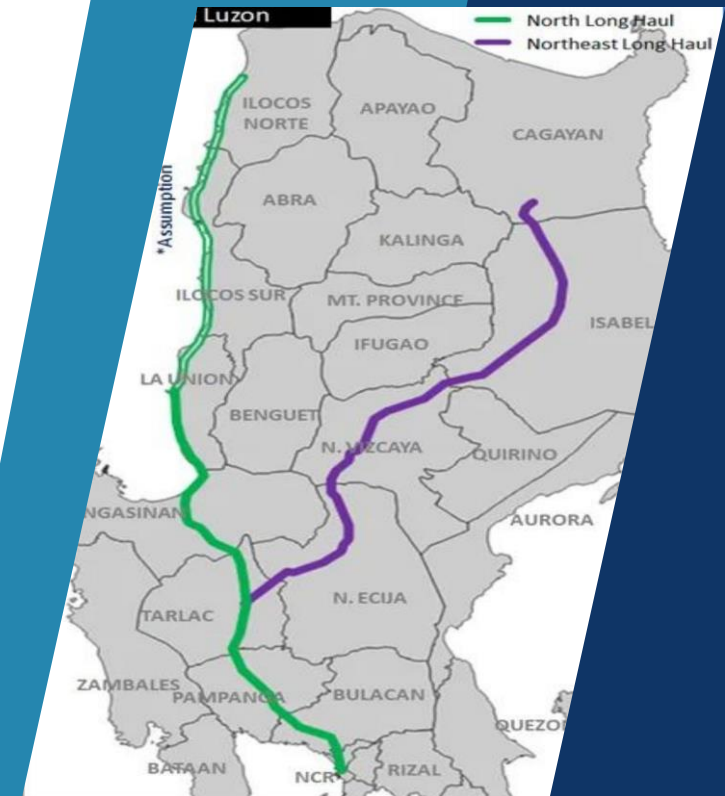 Luzon
North Long Haul
Northeast Long Haul
ILOCOS
NORTE
APAYAO
CAGAYAN
*Assumption
ABRA
KALINGA
ILOCOS SUR
MT. PROVINCE
ISABEL
IFUGAO
LA UNION
BENGUET
N. VIZCAYA
QUIRINO
NGASINAN
AURORA
TARLAC
N. ECIJA
ZAMBALES
PAMPANGA
BULACAN
QUEZO
BATAAN
NCR
RIZAL